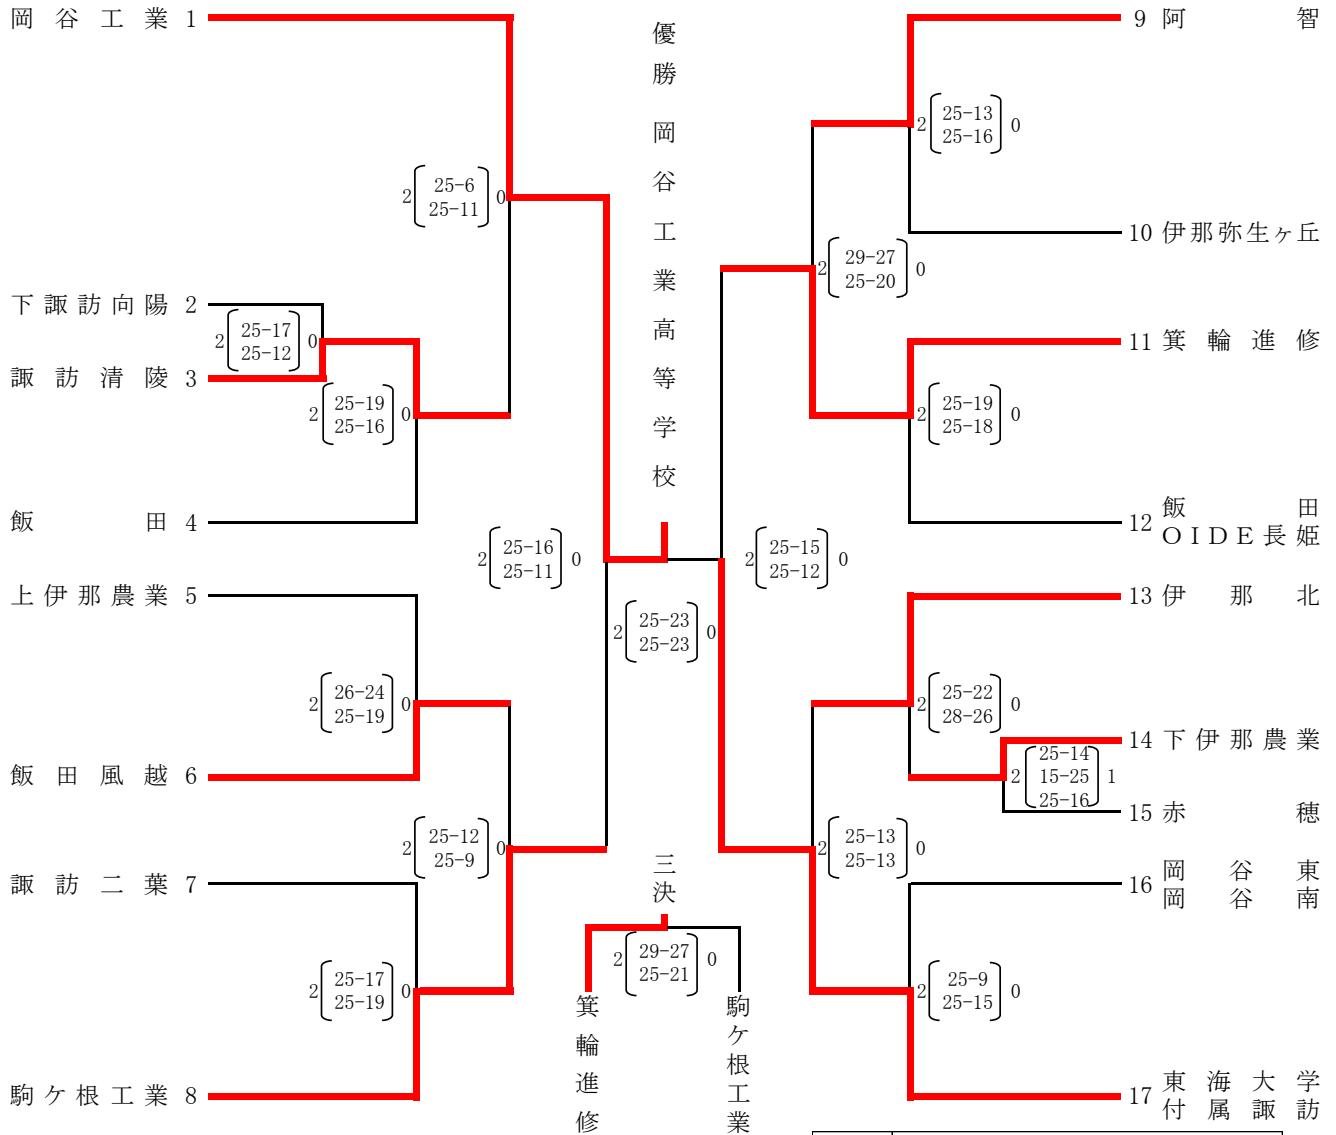 岡谷工業 1
下諏訪向陽 2
諏訪清陵 3
飯田 4
上伊那農業 5
飯田風越 6
諏訪二葉 7
駒ケ根工業 8
2 25-6 0
25-11
2 25-17 0
25-12
2 25-19 0
25-16
2 26-24 0
25-19
2 25-12 0
25-9
2 25-17 0
25-19
2 25-16 0
25-11
優勝 岡谷工業高等学校
2 25-23 0
25-23
三決
2 29-27 0
25-21
箕輪進修
駒ケ根工業
2 25-15 0
25-12
2 25-13 0
25-16
2 29-27 0
25-20
2 25-19 0
25-18
2 25-22 0
28-26
25-14
2 15-25 1
25-16
2 25-13 0
25-13
2 25-9 0
25-15
9 阿智
10 伊那弥生ヶ丘
11 箕輪進修
12 飯田
OIDE長姫
13 伊那北
14 下伊那農業
15 赤穂
16 岡谷東
岡谷南
17 東海大学
付属諏訪